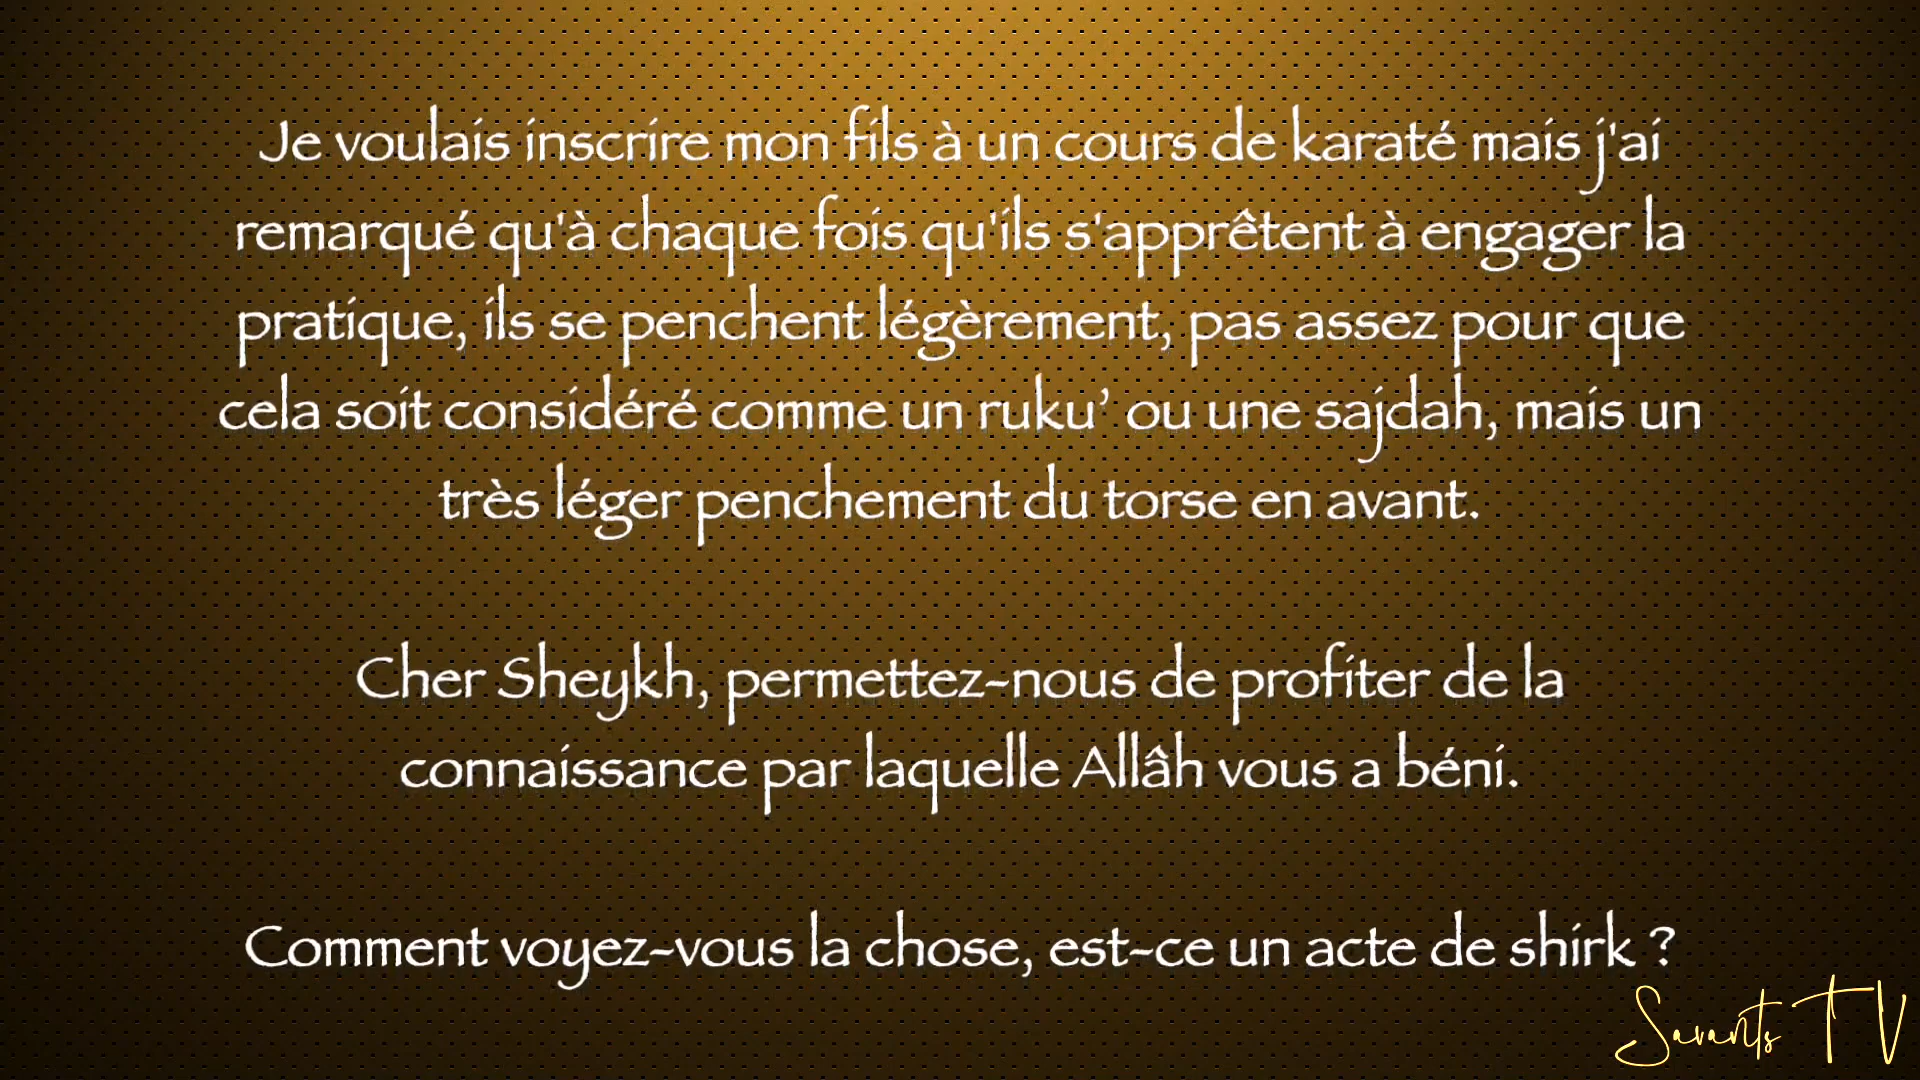 Je voulais inscrire mon fils à un cours de karaté mais j'ai
remarqué qu'à chaque fois qu'ils s'apprêtent à engager la
pratique, ils se penchent légèrement, pas assez pour que
cela soit considéré comme un ruku’ ou une sajdah, mais un
très léger penchement du torse en avant.
Cher Sheykh, permettez-nous de profiter de la
connaissance par laquelle Allâh vous a béni.
Comment voyez-vous la chose, est-ce un acte de shirk ?
Savants TV